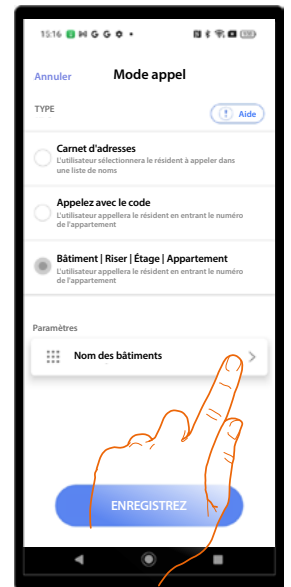 15:16
Annuler Mode appel
TYPE
Aide
Carnet d'adresses
L'utilisateur sélectionnera le résident à appeler dans
une liste de noms
Appelez avec le code
L'utilisateur appellera le résident en entrant le numéro
de l'appartement
Bâtiment | Riser | Étage | Appartement
L'utilisateur appellera le résident en entrant le numéro
de l'appartement
Paramètres
Nom des bâtiments
ENREGISTREZ